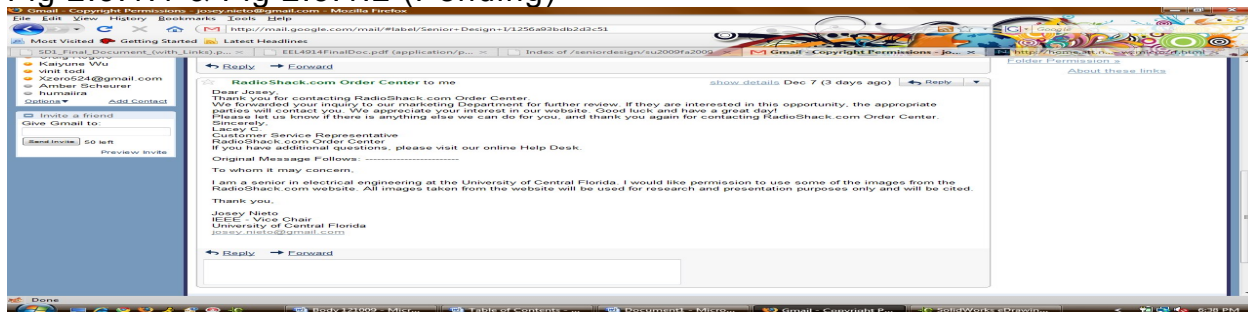 Gmail - Copyright Permissions - josey.nieto@gmail.com - Mozilla Firefox
File Edit View History Bookmarks Tools Help
http://mail.google.com/mail/#label/Senior+Design+1/1256a93bdb2d2c51
Google
Most Visited Getting Started Latest Headlines
SD1_Final_Document_(with_Links).p... EEL4914FinalDoc.pdf (application/p... Index of /seniordesign/su2009fa2009 Gmail - Copyright Permissions - jo...
Kaiyune Wu
vinit todi
Xzero524@gmail.com
Amber Scheurer
humaiira
Options Add Contact
Invite a friend
Give Gmail to:
Send Invite 50 left
Preview Invite
Reply Forward
RadioShack.com Order Center to me show details Dec 7 (3 days ago) Reply
Dear Josey,
Thank you for contacting RadioShack.com Order Center.
We forwarded your inquiry to our marketing Department for further review. If they are interested in this opportunity, the appropriate
parties will contact you. We appreciate your interest in our website. Good luck and have a great day!
Please let us know if there is anything else we can do for you, and thank you again for contacting RadioShack.com Order Center.
Sincerely,
Lacey C.
Customer Service Representative
RadioShack.com Order Center
If you have additional questions, please visit our online Help Desk.
Original Message Follows: ------------------------
To whom it may concern,
I am a senior in electrical engineering at the University of Central Florida. I would like permission to use some of the images from the
RadioShack.com website. All images taken from the website will be used for research and presentation purposes only and will be cited.
Thank you,
Josey Nieto
IEEE - Vice Chair
University of Central Florida
josey.nieto@gmail.com
Reply Forward
Folder Permission »
About these links
Done
Body 121009 - Micr... Table of Contents - ... Document1 - Micro... Gmail - Copyright P... SolidWorks eDrawin... 6:38 PM